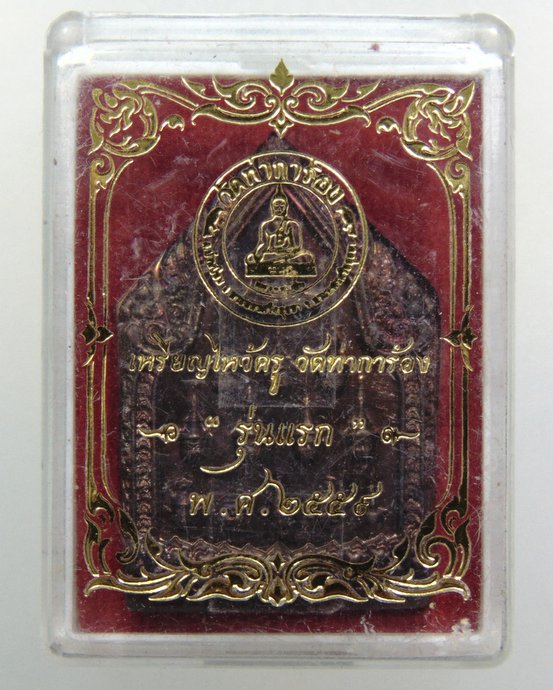 วัดท่าการ้อง
เหรียญไหว้ครู วัดท่าการ้อง
" รุ่นแรก "
พ.ศ.๒๕๕๙